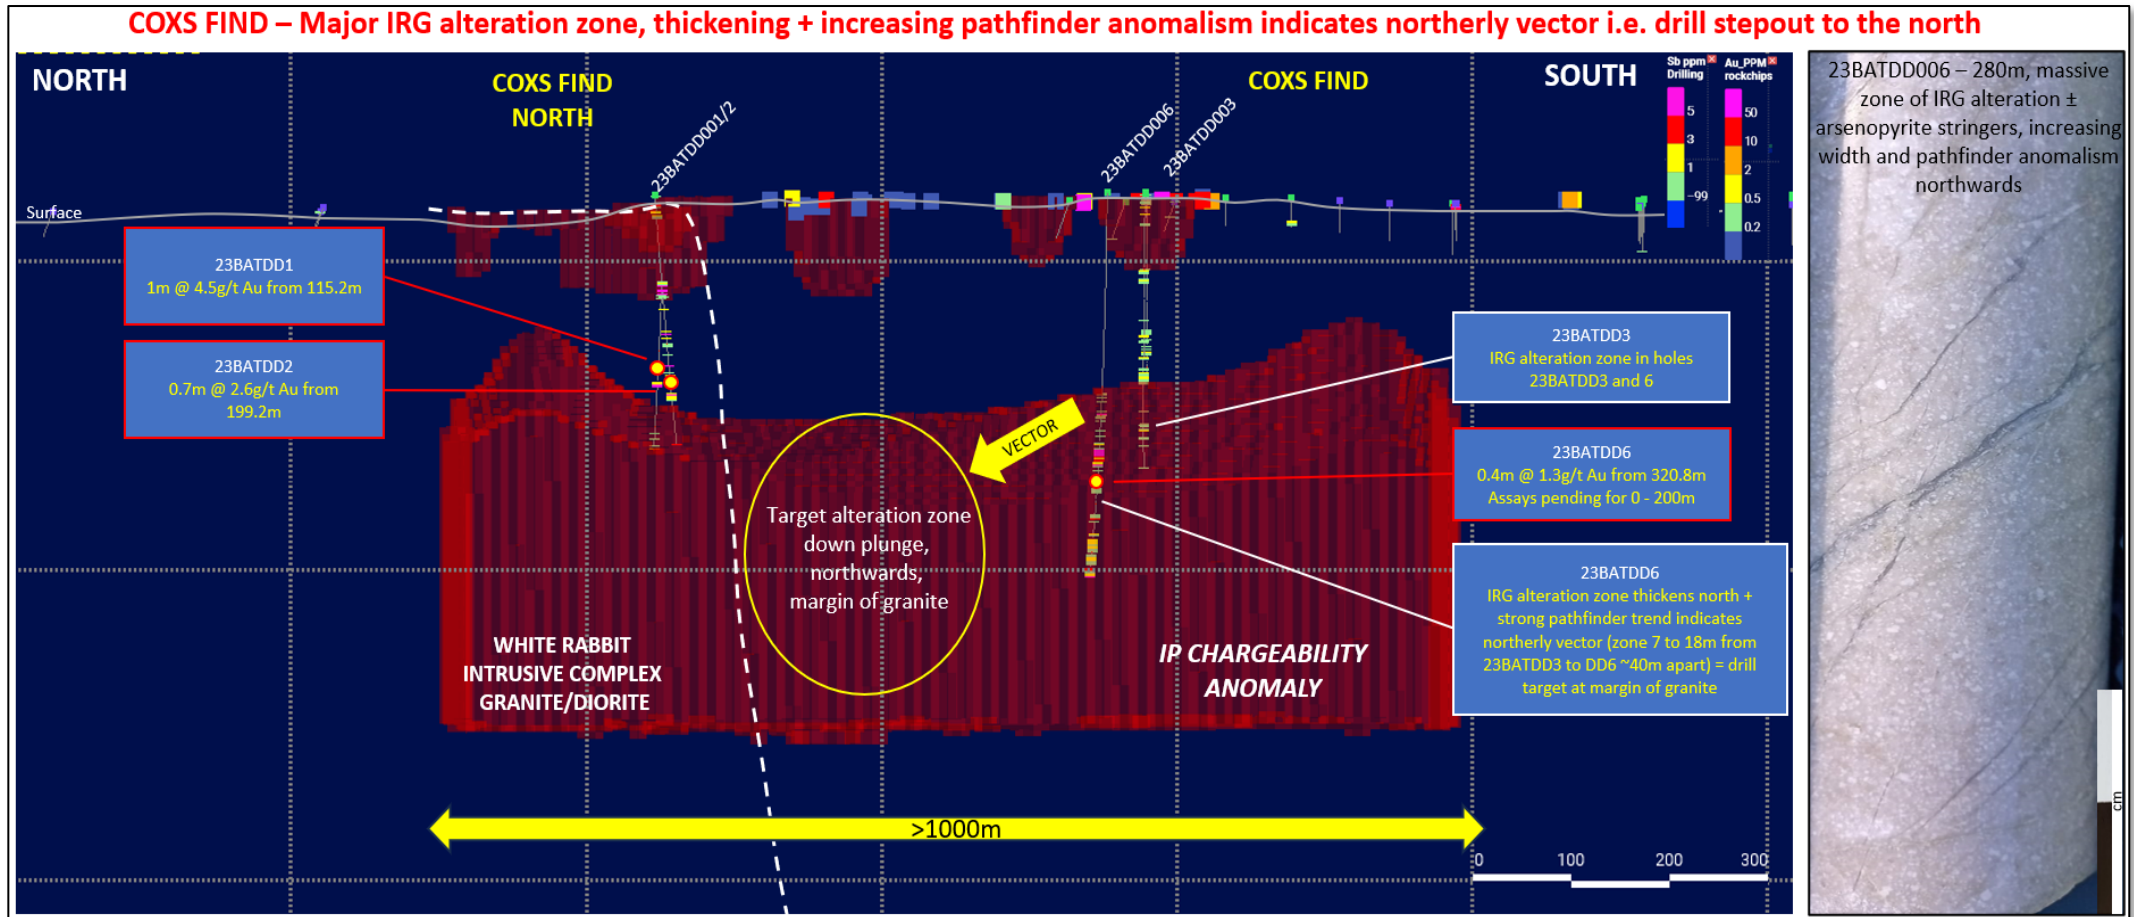 COXS FIND – Major IRG alteration zone, thickening + increasing pathfinder anomalism indicates northerly vector i.e. drill stepout to the north
NORTH
COXS FIND
NORTH
COXS FIND
SOUTH
Sb ppm
Drilling
5
3
1
-99
Au_PPM
rockchips
50
10
2
0.5
0.2
23BATDD001/2
23BATDD006
23BATDD003
Surface
23BATDD1
1m @ 4.5g/t Au from 115.2m
23BATDD2
0.7m @ 2.6g/t Au from
199.2m
23BATDD3
IRG alteration zone in holes
23BATDD3 and 6
VECTOR
23BATDD6
0.4m @ 1.3g/t Au from 320.8m
Assays pending for 0 - 200m
Target alteration zone
down plunge,
northwards,
margin of granite
23BATDD6
IRG alteration zone thickens north +
strong pathfinder trend indicates
northerly vector (zone 7 to 18m from
23BATDD3 to DD6 ~40m apart) = drill
target at margin of granite
WHITE RABBIT
INTRUSIVE COMPLEX
GRANITE/DIORITE
IP CHARGEABILITY
ANOMALY
>1000m
0 100 200 300
23BATDD006 – 280m, massive
zone of IRG alteration ±
arsenopyrite stringers, increasing
width and pathfinder anomalism
northwards
cm